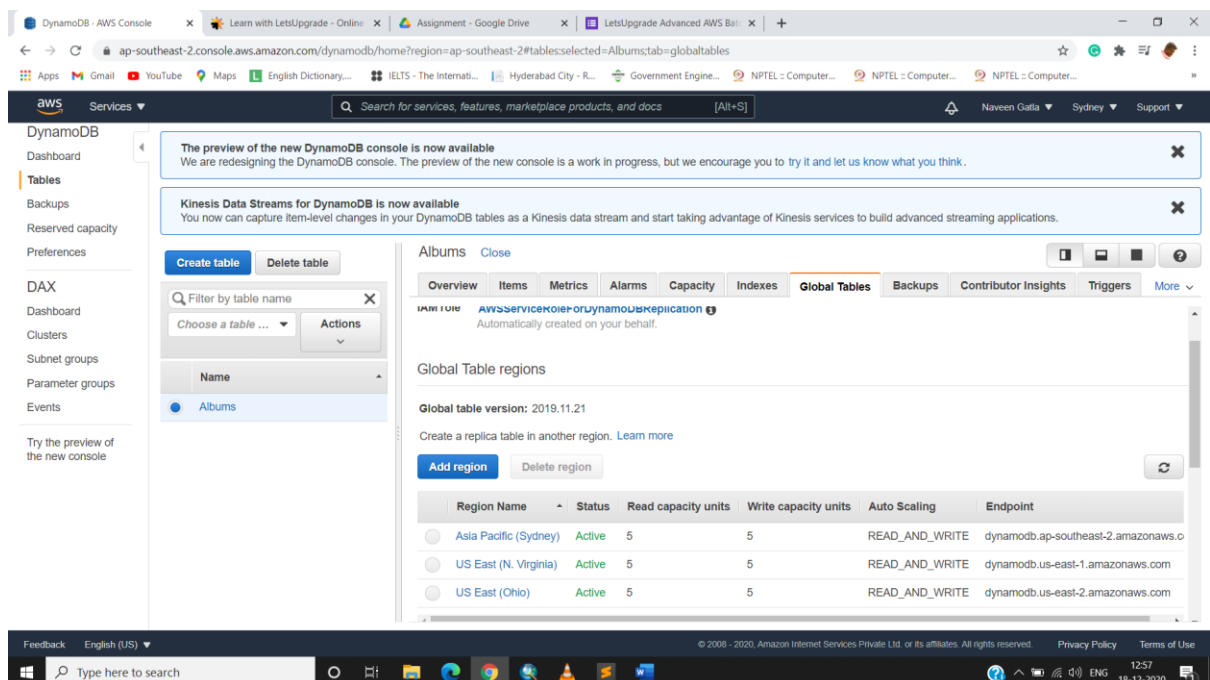 DynamoDB - AWS Console
Learn with LetsUpgrade - Online
Assignment - Google Drive
LetsUpgrade Advanced AWS Bat
ap-southeast-2.console.aws.amazon.com/dynamodb/home?region=ap-southeast-2#tables:selected=Albums;tab=globaltables
Apps Gmail YouTube Maps English Dictionary,... IELTS - The Internati... Hyderabad City - R... Government Engine... NPTEL :: Computer... NPTEL :: Computer... NPTEL :: Computer...
aws Services Search for services, features, marketplace products, and docs [Alt+S] Naveen Gatla Sydney Support
DynamoDB
Dashboard
Tables
Backups
Reserved capacity
Preferences
DAX
Dashboard
Clusters
Subnet groups
Parameter groups
Events
Try the preview of
the new console
The preview of the new DynamoDB console is now available
We are redesigning the DynamoDB console. The preview of the new console is a work in progress, but we encourage you to try it and let us know what you think.
Kinesis Data Streams for DynamoDB is now available
You now can capture item-level changes in your DynamoDB tables as a Kinesis data stream and start taking advantage of Kinesis services to build advanced streaming applications.
Create table Delete table
Filter by table name
Choose a table ... Actions
Name
Albums
Albums Close
Overview Items Metrics Alarms Capacity Indexes Global Tables Backups Contributor Insights Triggers More
IAM role AWSServiceRoleForDynamoDBReplication
Automatically created on your behalf.
Global Table regions
Global table version: 2019.11.21
Create a replica table in another region. Learn more
Add region Delete region
Region Name Status Read capacity units Write capacity units Auto Scaling Endpoint
Asia Pacific (Sydney) Active 5 5 READ_AND_WRITE dynamodb.ap-southeast-2.amazonaws.c
US East (N. Virginia) Active 5 5 READ_AND_WRITE dynamodb.us-east-1.amazonaws.com
US East (Ohio) Active 5 5 READ_AND_WRITE dynamodb.us-east-2.amazonaws.com
Feedback English (US) © 2008 - 2020, Amazon Internet Services Private Ltd. or its affiliates. All rights reserved. Privacy Policy Terms of Use
Type here to search ENG 12:57
18-12-2020